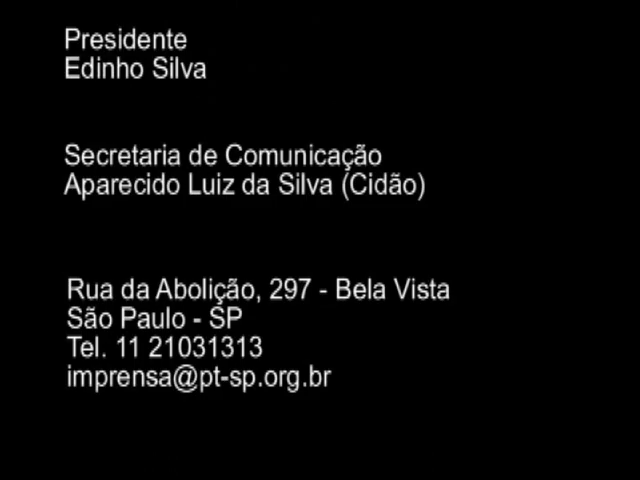 Presidente
Edinho Silva
Secretaria de Comunicação
Aparecido Luiz da Silva (Cidão)
Rua da Abolição, 297 - Bela Vista
São Paulo - SP
Tel. 11 21031313
imprensa@pt-sp.org.br